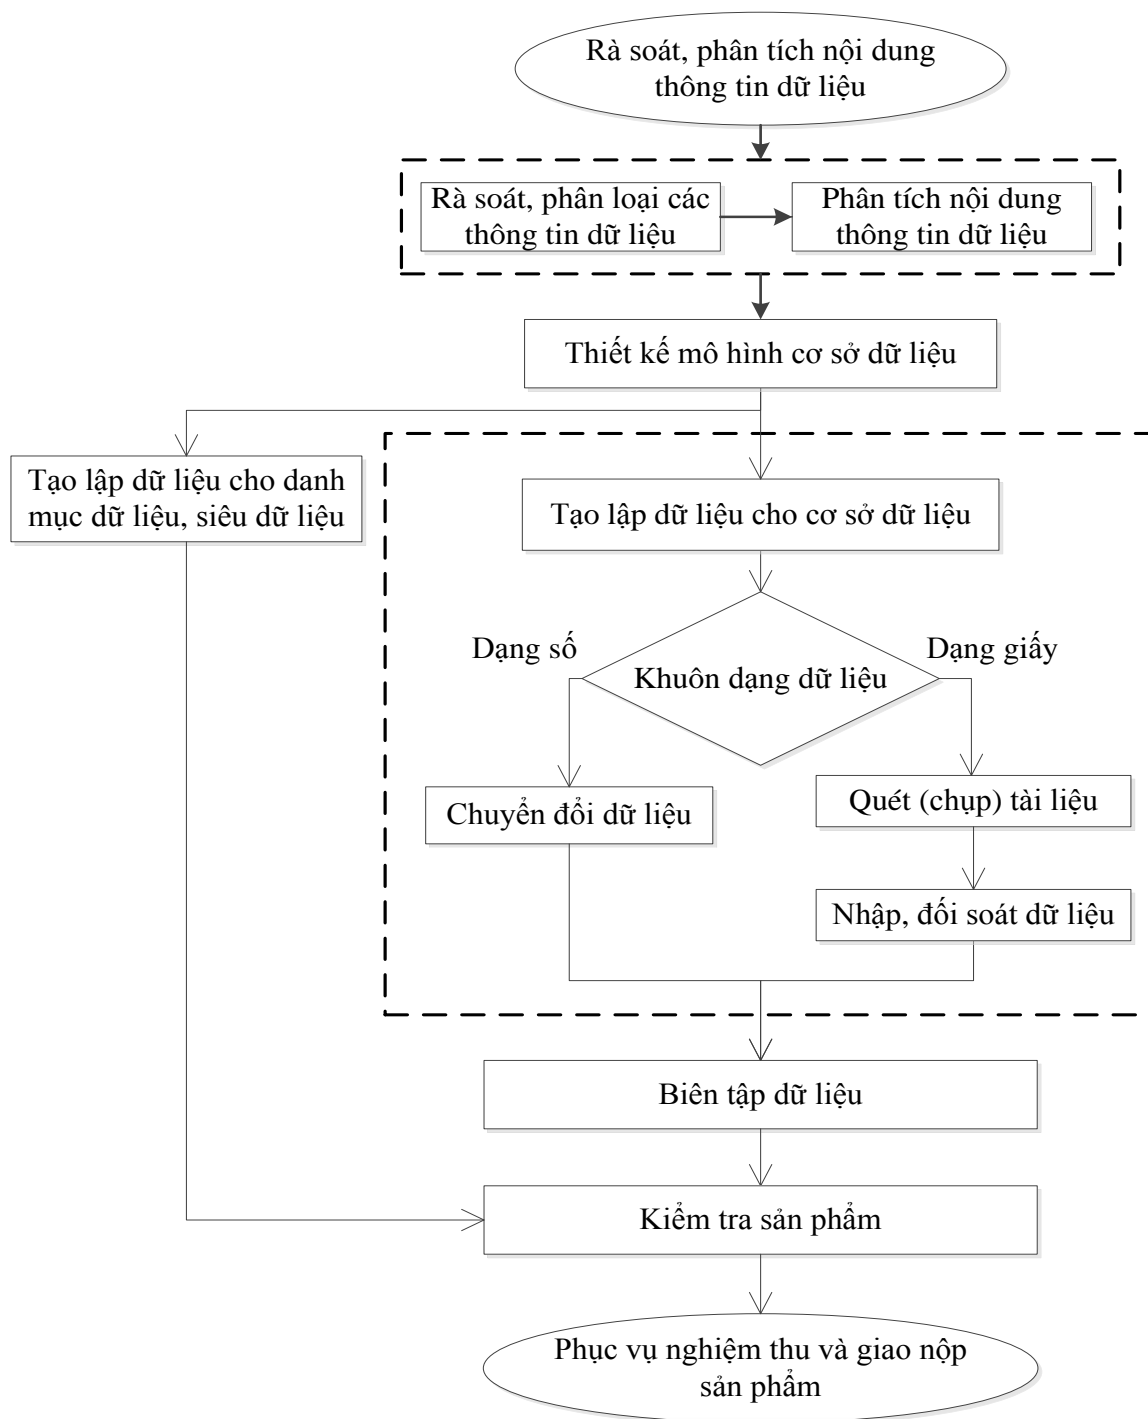 Rà soát, phân tích nội dung
thông tin dữ liệu
Rà soát, phân loại các
thông tin dữ liệu
Phân tích nội dung
thông tin dữ liệu
Thiết kế mô hình cơ sở dữ liệu
Tạo lập dữ liệu cho danh
mục dữ liệu, siêu dữ liệu
Tạo lập dữ liệu cho cơ sở dữ liệu
Dạng số
Khuôn dạng dữ liệu
Dạng giấy
Chuyển đổi dữ liệu
Quét (chụp) tài liệu
Nhập, đối soát dữ liệu
Biên tập dữ liệu
Kiểm tra sản phẩm
Phục vụ nghiệm thu và giao nộp
sản phẩm